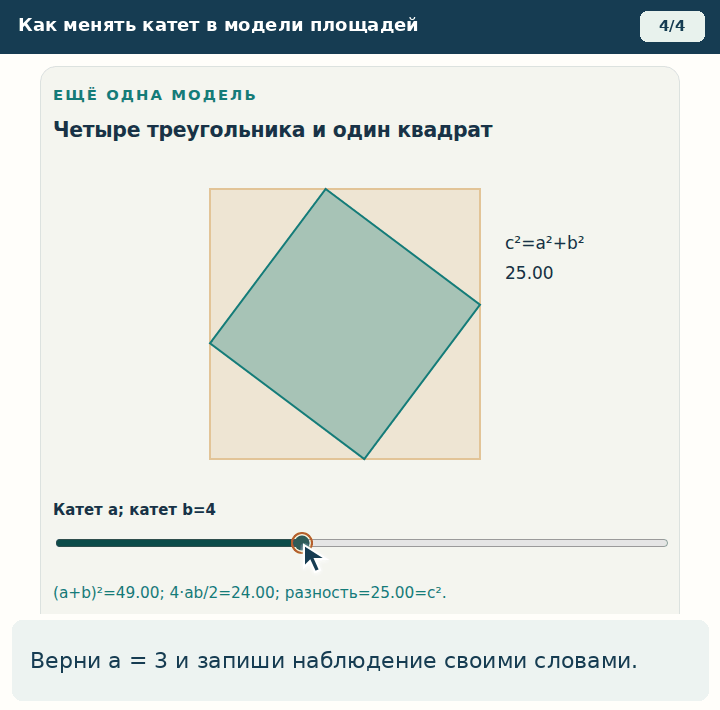 Как менять катет в модели площадей
4/4
ЕЩЁ ОДНА МОДЕЛЬ
Четыре треугольника и один квадрат
c²=a²+b²
25.00
Катет a; катет b=4
(a+b)²=49.00; 4·ab/2=24.00; разность=25.00=c².
Верни a = 3 и запиши наблюдение своими словами.